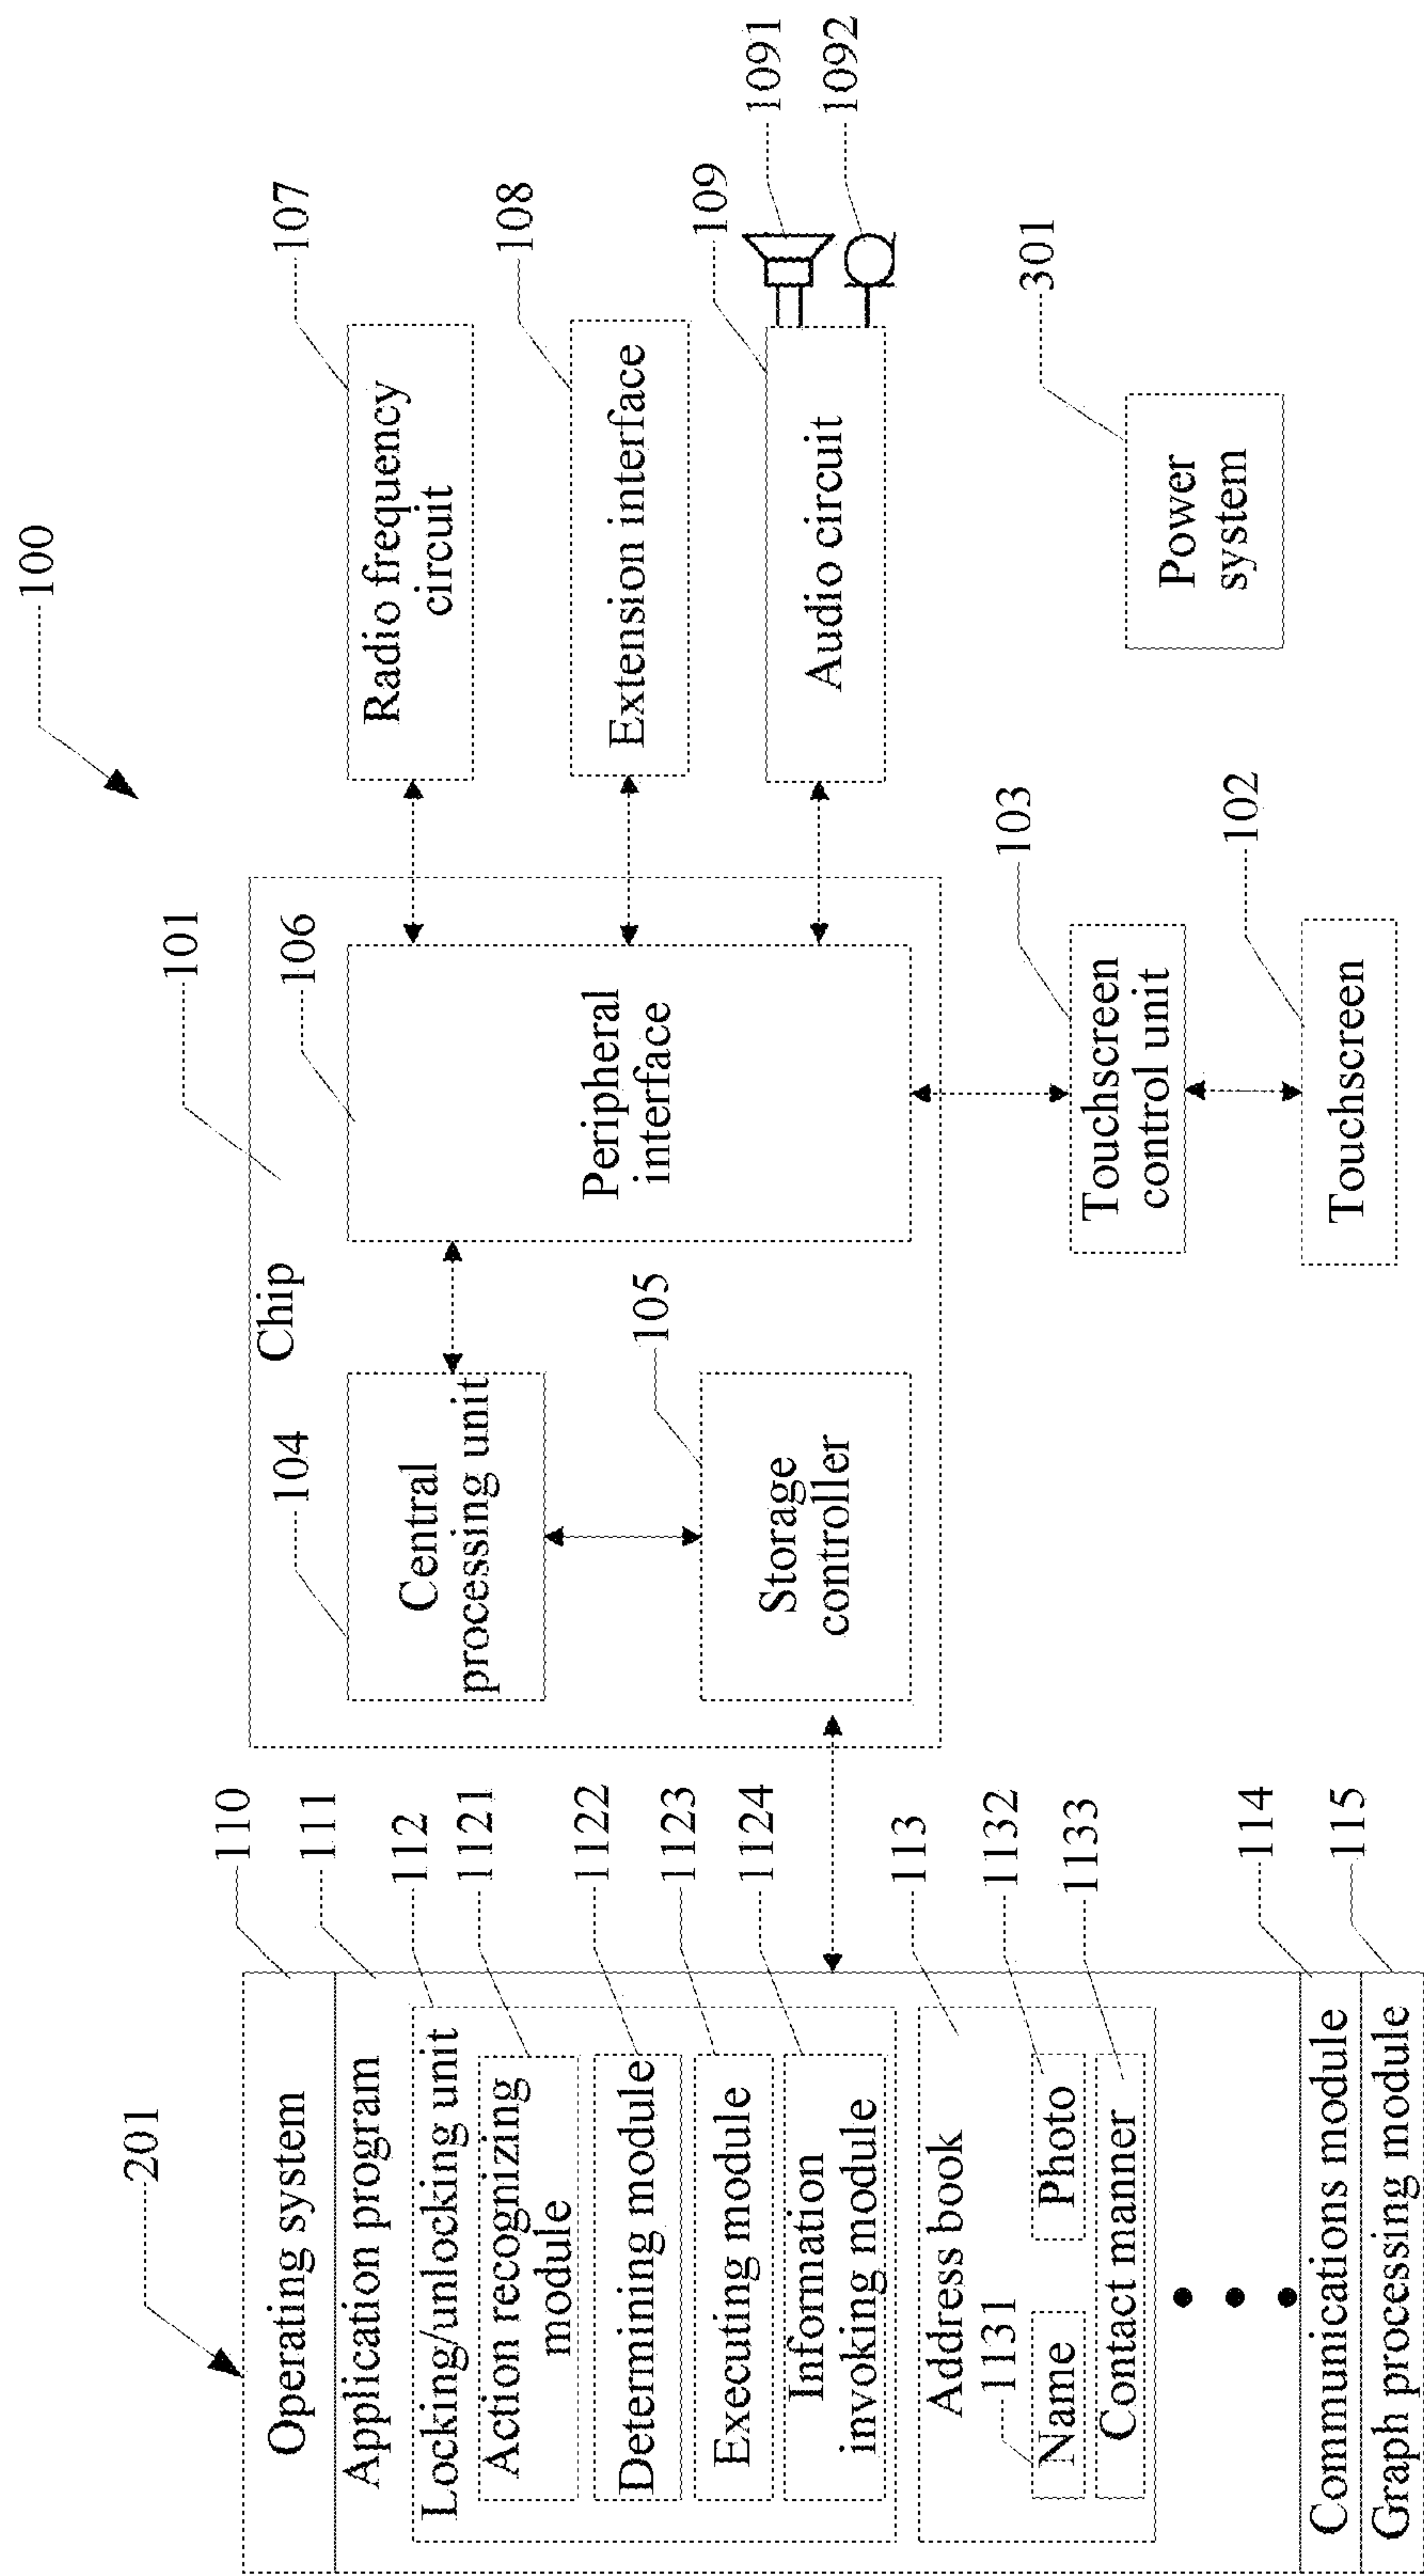 100
201
Operating system
110
Application program
111
Locking/unlocking unit
112
Action recognizing
module
1121
Determining module
1122
Executing module
1123
Information
invoking module
1124
Address book
113
1131
Name
Photo
1132
Contact manner
1133
Communications module
114
Graph processing module
115
Chip
101
104
Central
processing unit
105
Storage
controller
106
Peripheral
interface
107
Radio frequency
circuit
108
Extension interface
109
Audio circuit
1091
1092
103
Touchscreen
control unit
102
Touchscreen
301
Power
system